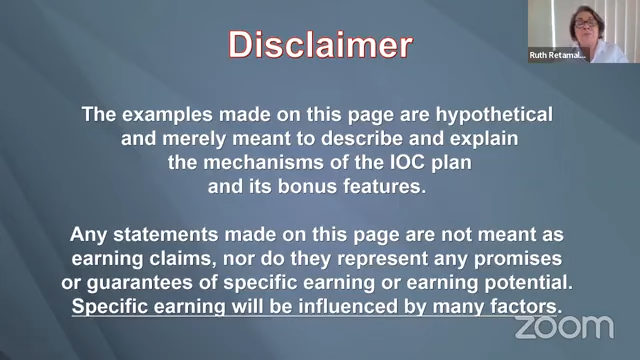 Disclaimer
Ruth Retamal...
The examples made on this page are hypothetical
and merely meant to describe and explain
the mechanisms of the IOC plan
and its bonus features.
Any statements made on this page are not meant as
earning claims, nor do they represent any promises
or guarantees of specific earning or earning potential.
Specific earning will be influenced by many factors.
zoom